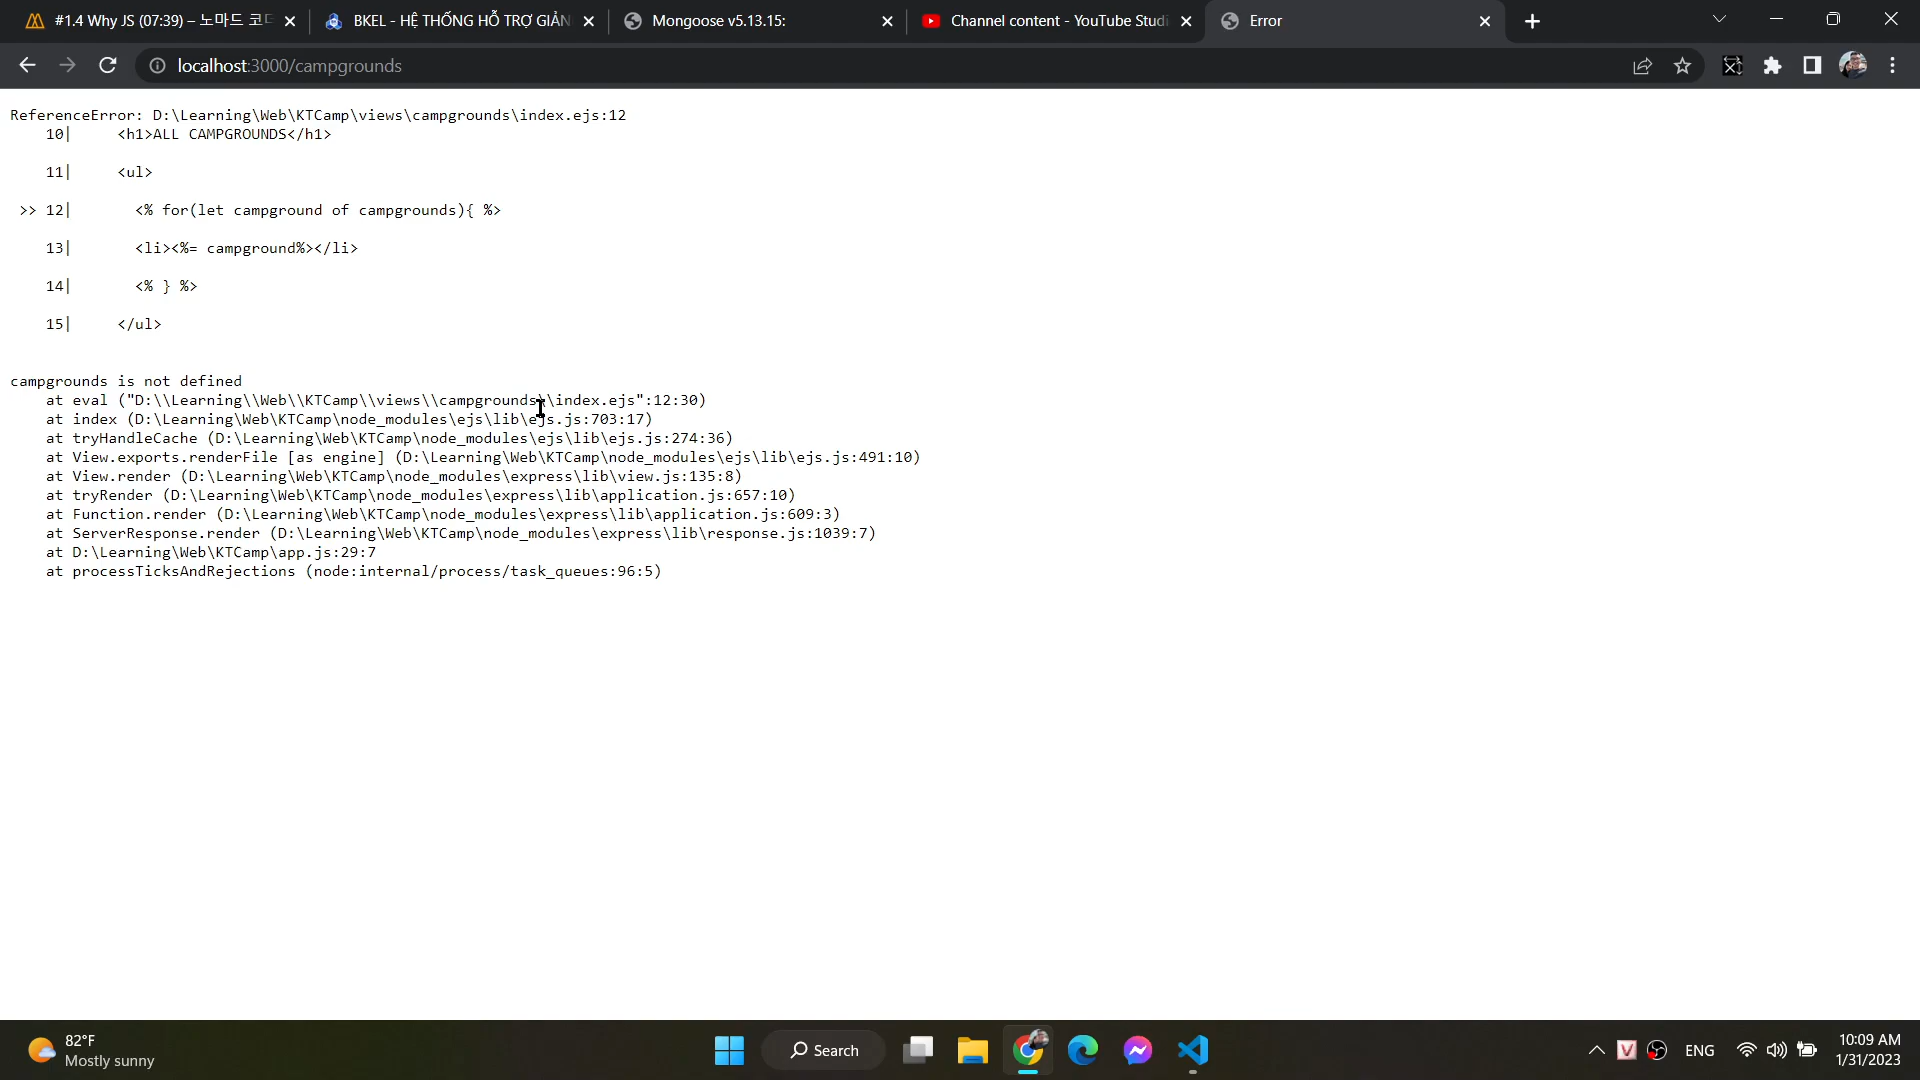 #1.4 Why JS (07:39) – 노마드 코더
BKEL - HỆ THỐNG HỖ TRỢ GIẢN
Mongoose v5.13.15:
Channel content - YouTube Studi
Error
localhost:3000/campgrounds
ReferenceError: D:\Learning\Web\KTCamp\views\campgrounds\index.ejs:12
10|     <h1>ALL CAMPGROUNDS</h1>
11|     <ul>
>> 12|       <% for(let campground of campgrounds){ %>
13|       <li><%= campground%></li>
14|       <% } %>
15|     </ul>
campgrounds is not defined
at eval ("D:\\Learning\\Web\\KTCamp\\views\\campgrounds\\index.ejs":12:30)
at index (D:\Learning\Web\KTCamp\node_modules\ejs\lib\ejs.js:703:17)
at tryHandleCache (D:\Learning\Web\KTCamp\node_modules\ejs\lib\ejs.js:274:36)
at View.exports.renderFile [as engine] (D:\Learning\Web\KTCamp\node_modules\ejs\lib\ejs.js:491:10)
at View.render (D:\Learning\Web\KTCamp\node_modules\express\lib\view.js:135:8)
at tryRender (D:\Learning\Web\KTCamp\node_modules\express\lib\application.js:657:10)
at Function.render (D:\Learning\Web\KTCamp\node_modules\express\lib\application.js:609:3)
at ServerResponse.render (D:\Learning\Web\KTCamp\node_modules\express\lib\response.js:1039:7)
at D:\Learning\Web\KTCamp\app.js:29:7
at processTicksAndRejections (node:internal/process/task_queues:96:5)
82°F
Mostly sunny
Search
ENG
10:09 AM
1/31/2023